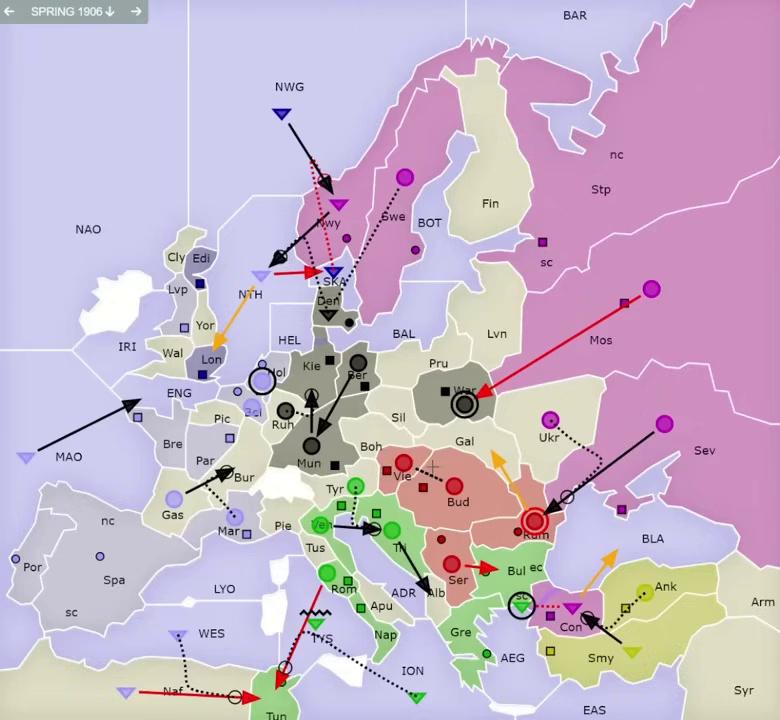 SPRING 1906
BAR
NWG
nc
Stp
NAO
Fin
Nwy
Swe
BOT
Cly
Edi
sc
Lvp
NTH
SKA
Den
Yor
Mos
IRI
HEL
BAL
Lvn
Wal
Lon
Kie
Ber
Pru
Hol
War
ENG
Pic
Ruh
Sil
MAO
Bre
Gal
Ukr
Par
Bur
Mun
Boh
Sev
Vie
Gas
Tyr
Bud
nc
Mar
Pie
Ven
Tri
Rum
Por
Spa
Tus
BLA
Ser
Bul
ec
Rom
LYO
ADR
Alb
Ank
sc
sc
Apu
Arm
Con
Nap
Gre
WES
TYS
AEG
Smy
ION
Naf
Syr
Tun
EAS